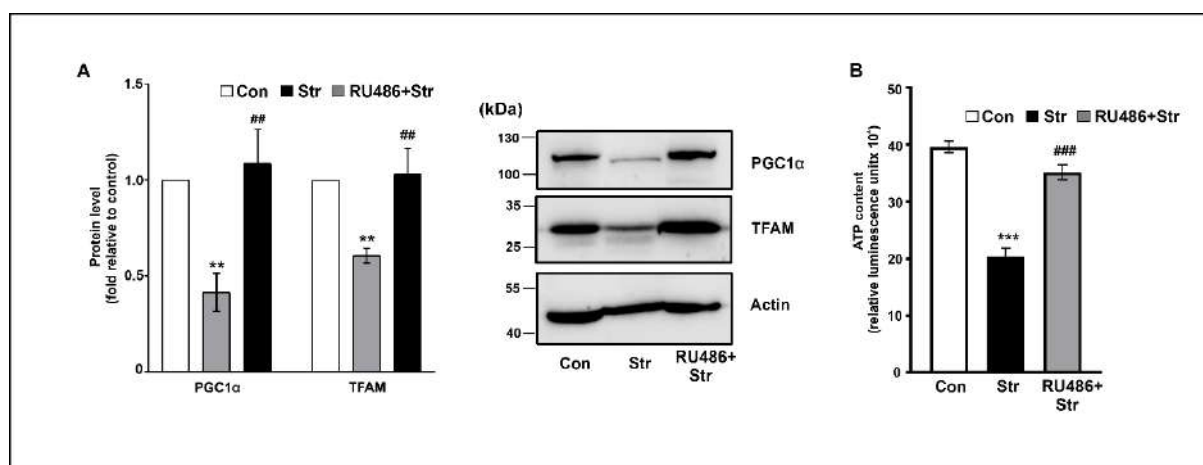 A
Con Str RU486+Str
Protein level
(fold relative to control)
1.5
1.0
0.5
0
**
##
**
##
PGC1α
TFAM
(kDa)
130
100
PGC1α
35
25
TFAM
55
40
Actin
Con
Str
RU486+
Str
B
Con Str RU486+Str
ATP content
(relative luminescence unitx
50
40
30
20
10
0
***
###
Con
Str
RU486+
Str